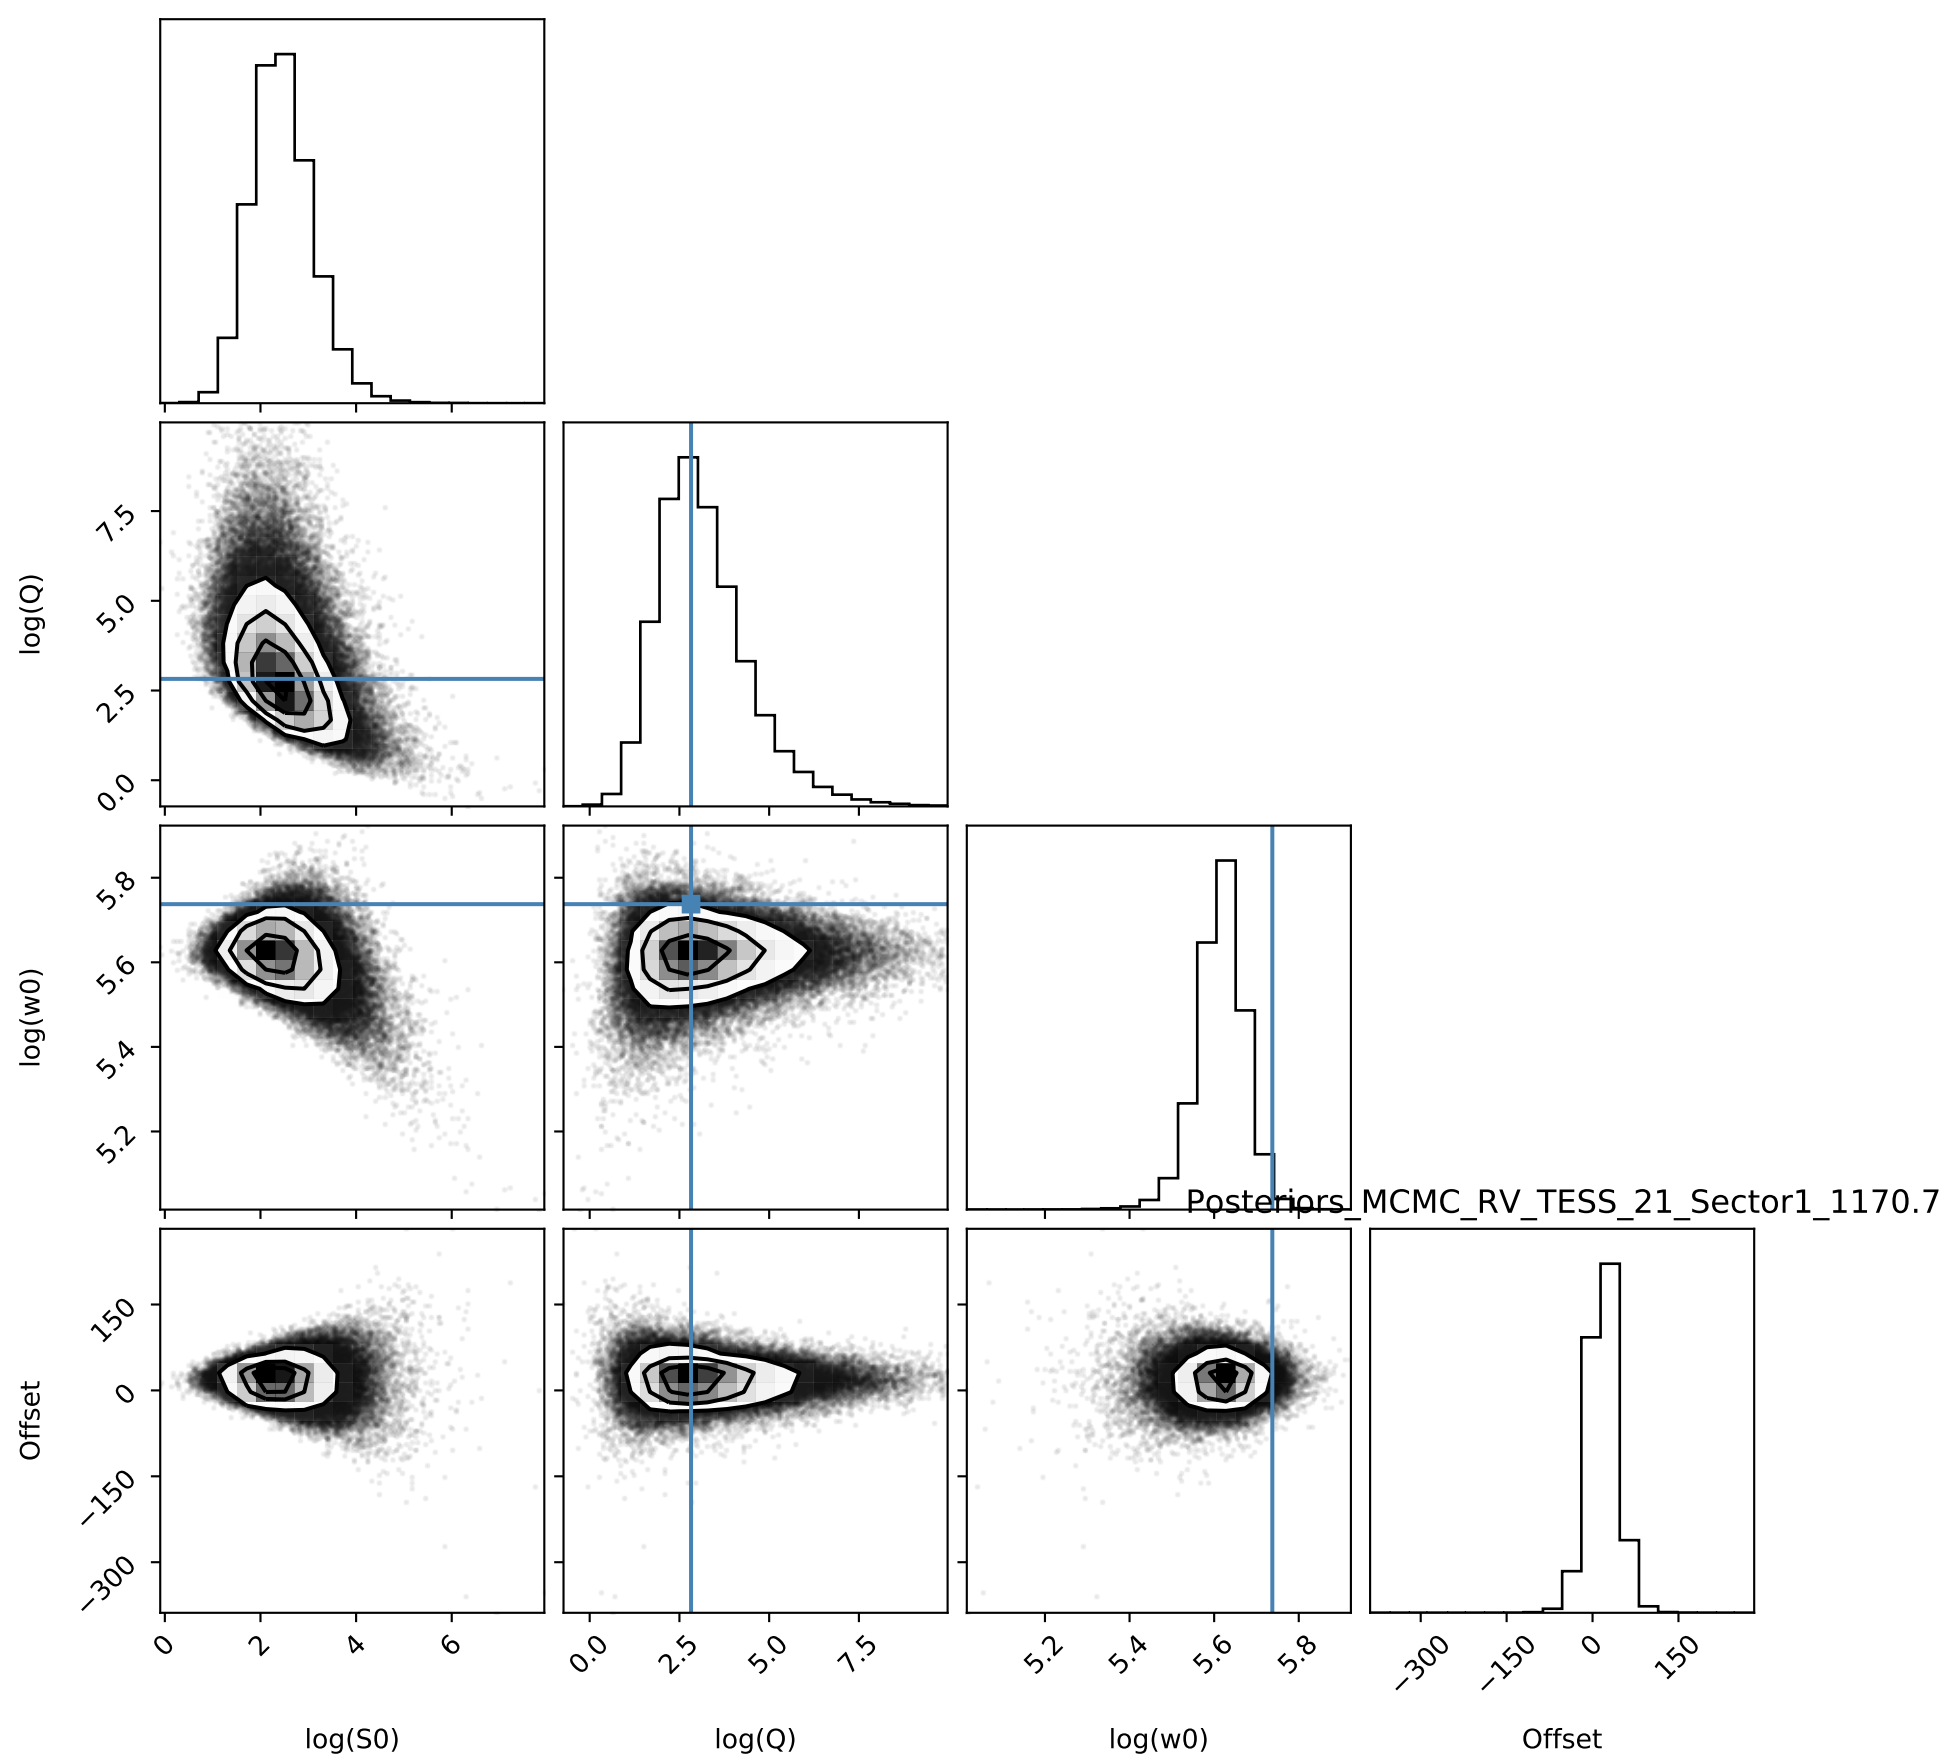 log(Q)
7.5
5.0
2.5
0.0
log(w0)
5.8
5.6
5.4
5.2
Posteriors_MCMC_RV_TESS_21_Sector1_1170.7
Offset
150
0
−150
−300
0 2 4 6
0.0 2.5 5.0 7.5
5.2 5.4 5.6 5.8
−300 −150 0 150
log(S0) log(Q) log(w0) Offset